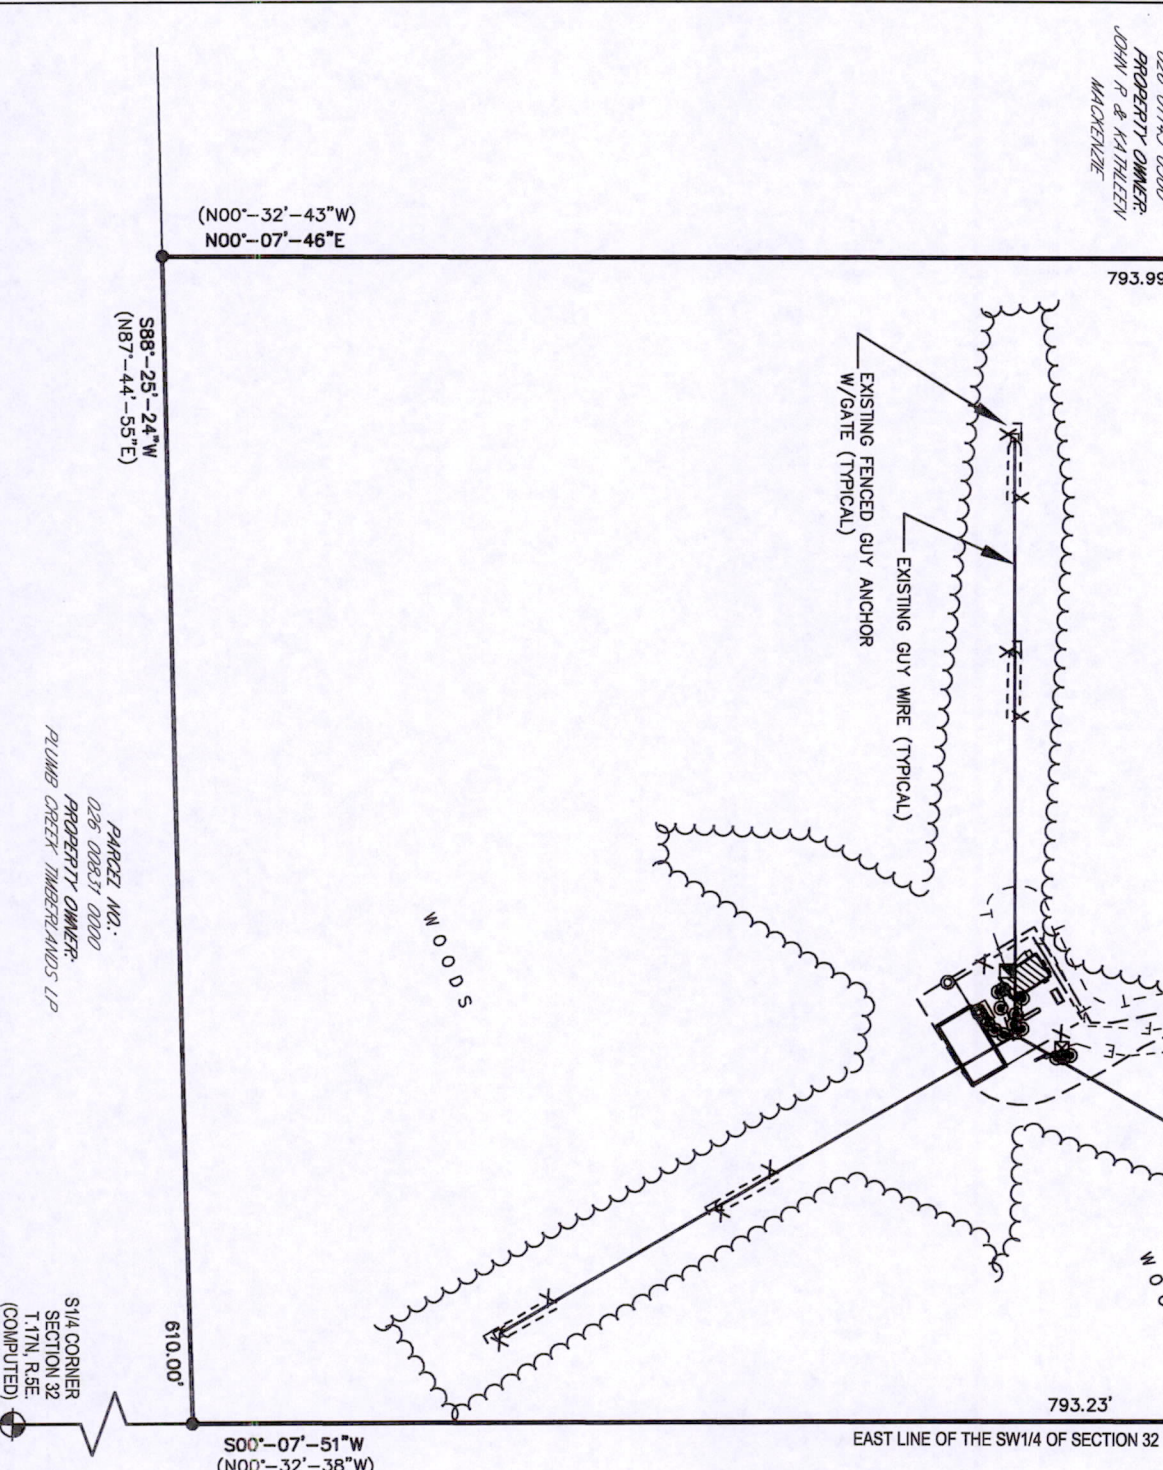 PROPERTY OWNER:
JOHN R & KATHLEEN
MACKENZIE
(N00°-32'-43"W)
N00°-07'-46"E
793.99
S88°-25'-24"W
(N87°-44'-55"E)
EXISTING FENCED GUY ANCHOR
W/GATE (TYPICAL)
EXISTING GUY WIRE (TYPICAL)
WOODS
PARCEL NO.:
026 00831 0000
PROPERTY OWNER:
PLUMB CREEK TIMBERLANDS LP
T
T
E
610.00'
S1/4 CORNER
SECTION 32
T.17N, R.5E.
(COMPUTED)
793.23'
EAST LINE OF THE SW1/4 OF SECTION 32
S00°-07'-51"W
(N00°-32'-38"W)